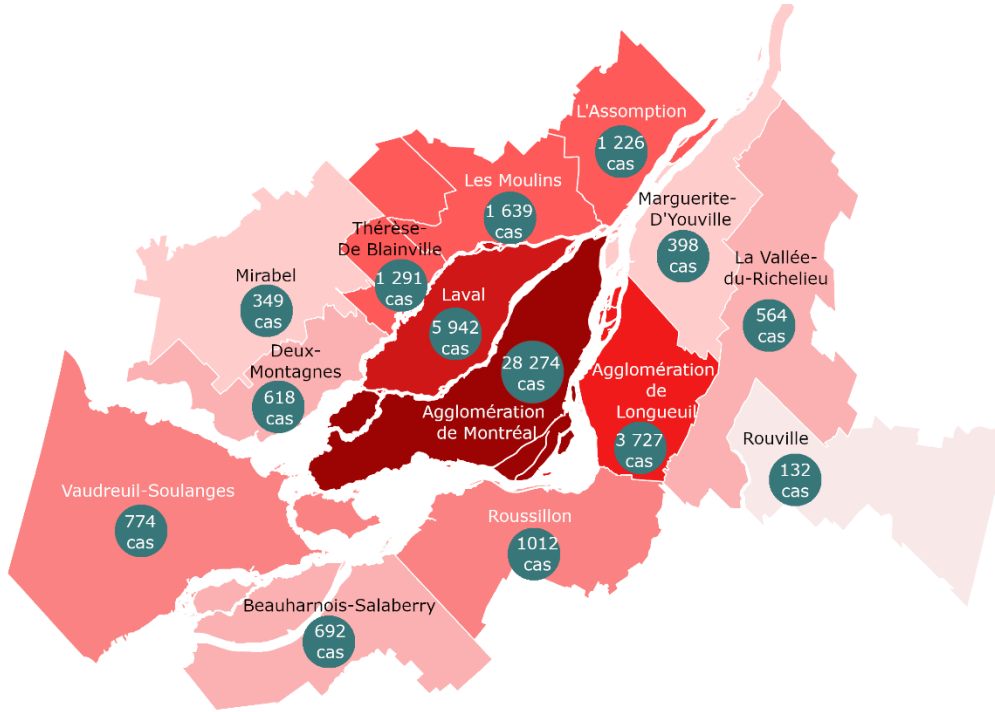 L'Assomption
1 226
cas
Les Moulins
1 639
cas
Marguerite-
D'Youville
398
cas
Thérèse-
De Blainville
1 291
cas
La Vallée-
du-Richelieu
564
cas
Mirabel
349
cas
Laval
5 942
cas
Deux-
Montagnes
618
cas
28 274
cas
Agglomération
de Montréal
Agglomération
de
Longueuil
3 727
cas
Rouville
132
cas
Vaudreuil-Soulanges
774
cas
Roussillon
1012
cas
Beauharnois-Salaberry
692
cas